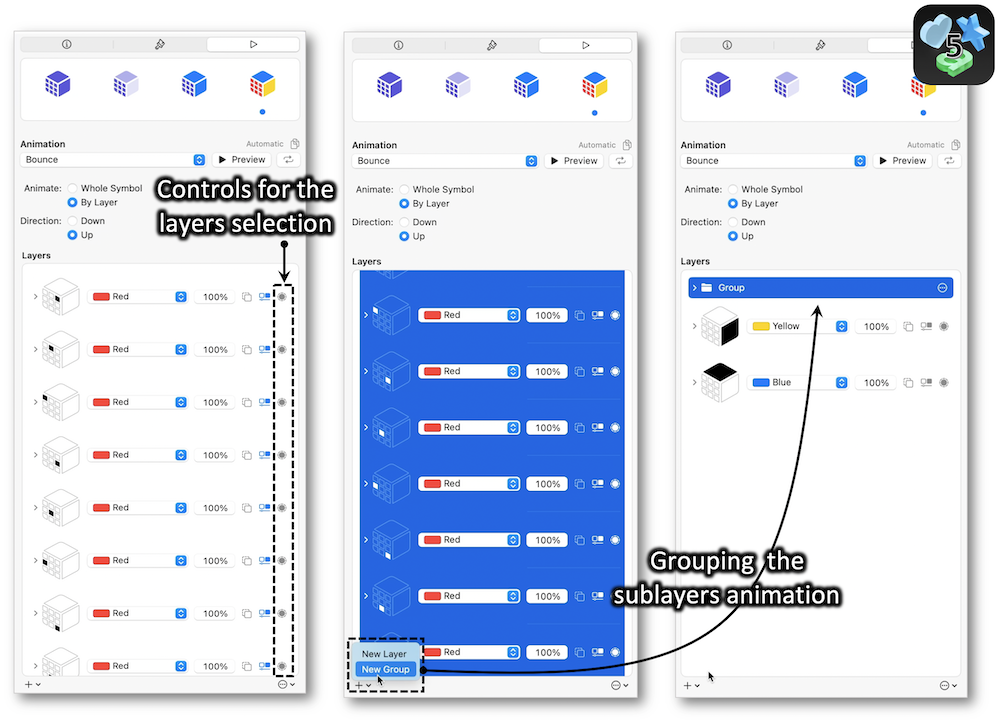 5
Animation
Automatic
Bounce
Preview
Animate:
Whole Symbol
By Layer
Direction:
Down
Up
Layers
Controls for the
layers selection
Red 100%
Red 100%
Red 100%
Red 100%
Red 100%
Red 100%
Red 100%
Red 100%
Animation
Automatic
Bounce
Preview
Animate:
Whole Symbol
By Layer
Direction:
Down
Up
Layers
Red 100%
Red 100%
Red 100%
Red 100%
Red 100%
Red 100%
Red 100%
New Layer
New Group
Animation
Automatic
Bounce
Preview
Animate:
Whole Symbol
By Layer
Direction:
Down
Up
Layers
Group
Yellow 100%
Blue 100%
Grouping the
sublayers animation